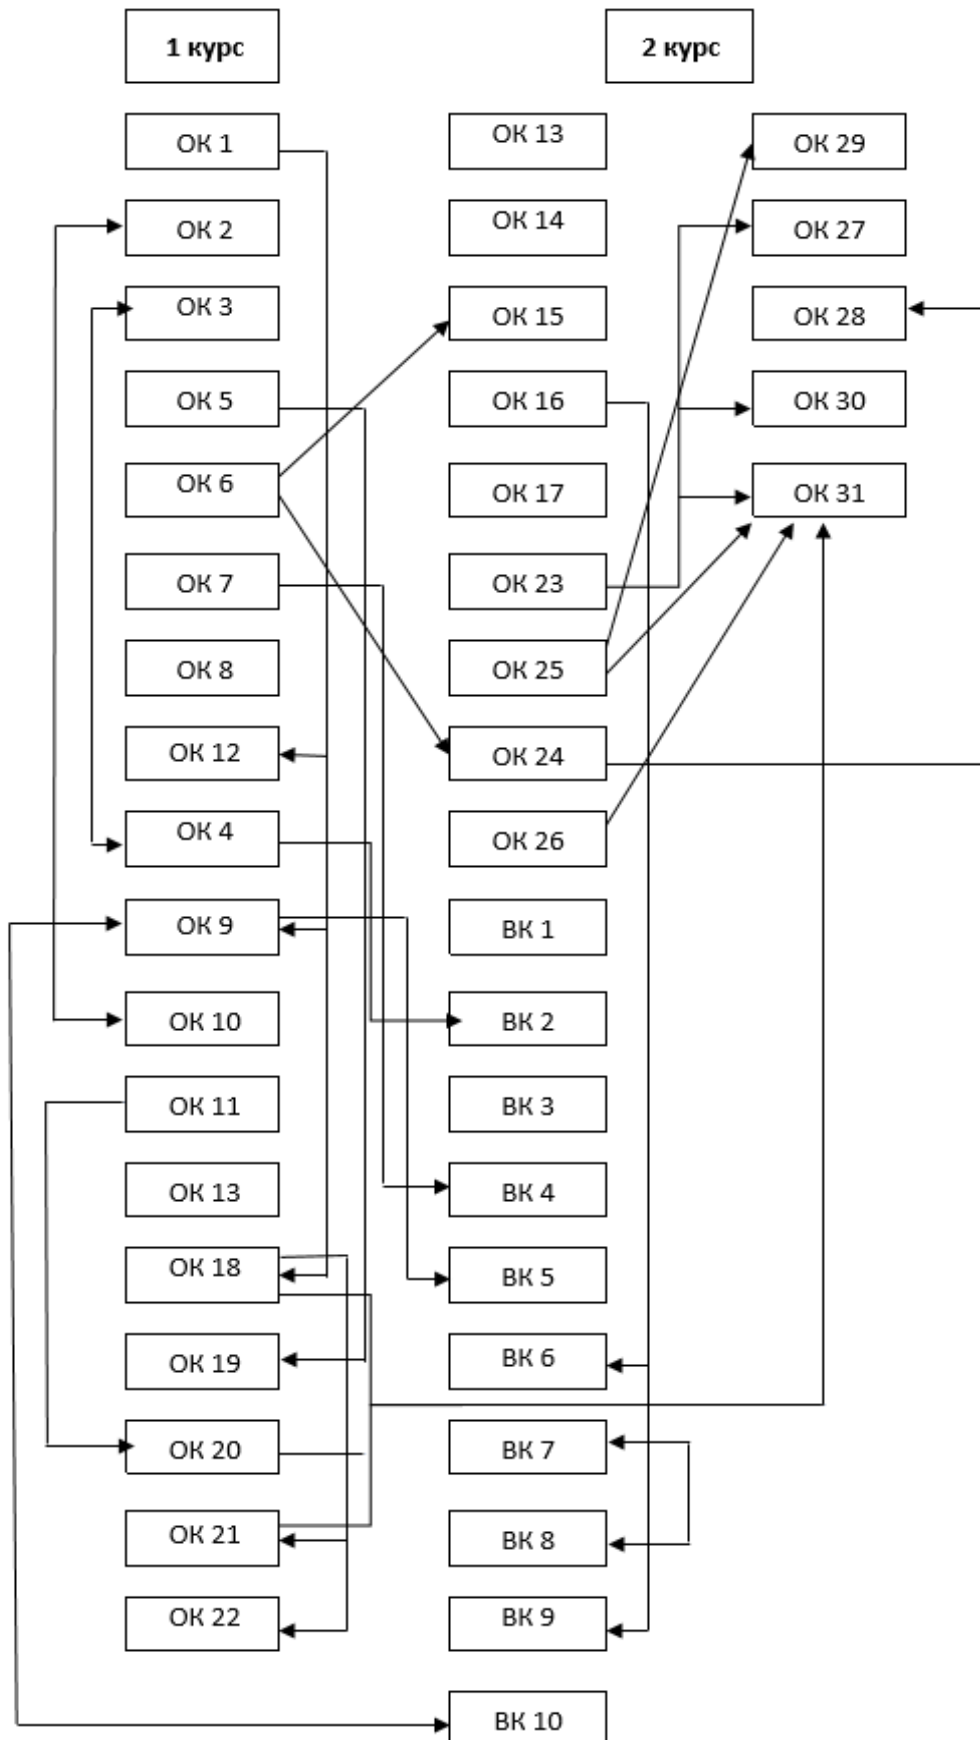 1 курс
2 курс
ОК 1
ОК 2
ОК 3
ОК 5
ОК 6
ОК 7
ОК 8
ОК 12
ОК 4
ОК 9
ОК 10
ОК 11
ОК 13
ОК 18
ОК 19
ОК 20
ОК 21
ОК 22
ОК 13
ОК 14
ОК 15
ОК 16
ОК 17
ОК 23
ОК 25
ОК 24
ОК 26
ВК 1
ВК 2
ВК 3
ВК 4
ВК 5
ВК 6
ВК 7
ВК 8
ВК 9
ВК 10
ОК 29
ОК 27
ОК 28
ОК 30
ОК 31